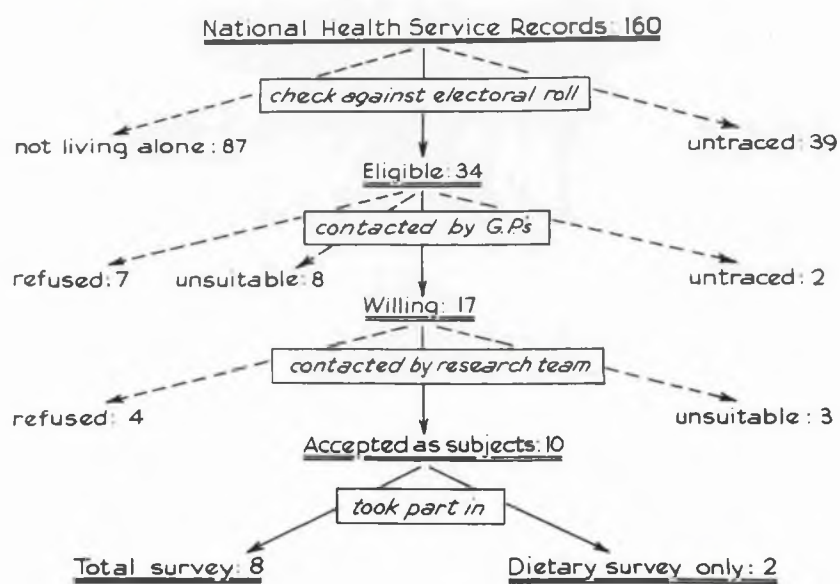 National Health Service Records: 160
check against electoral roll
not living alone: 87
untraced: 39
Eligible: 34
contacted by G.P's
refused: 7
unsuitable: 8
untraced: 2
Willing: 17
contacted by research team
refused: 4
unsuitable: 3
Accepted as subjects: 10
took part in
Total survey: 8
Dietary survey only: 2